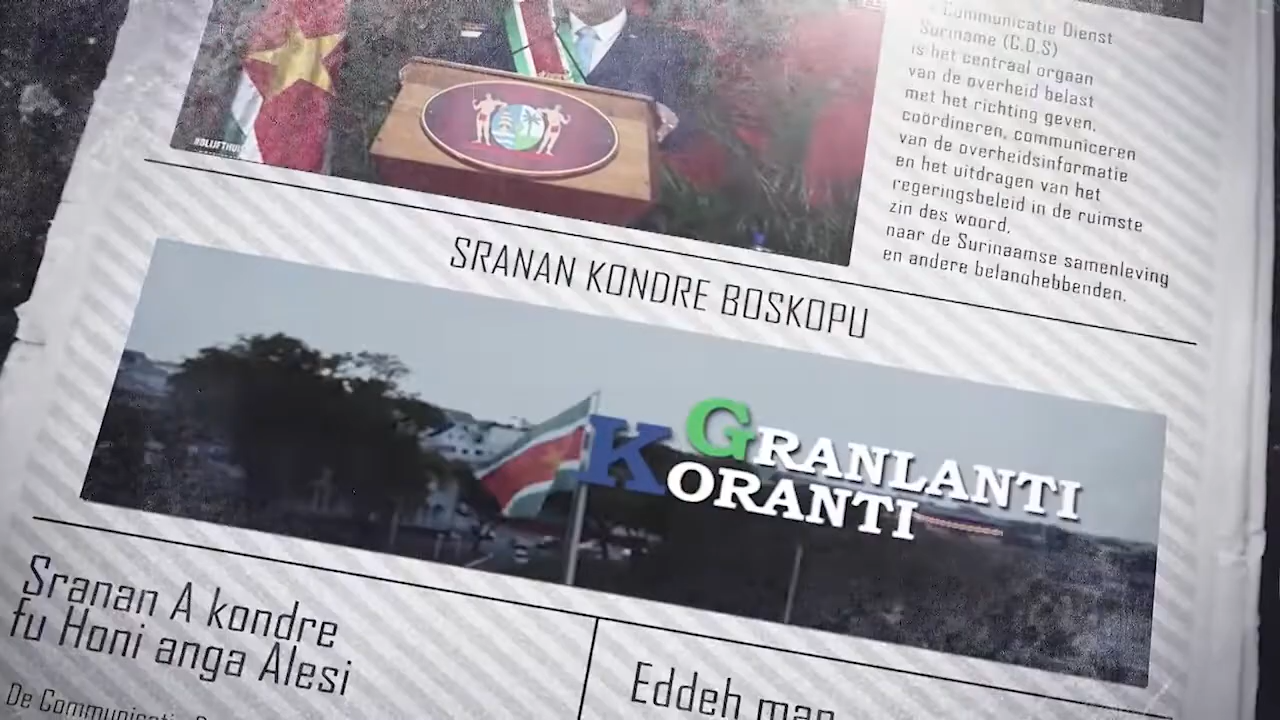 Communicatie Dienst
Suriname (C.D.S)
is het centraal orgaan
van de overheid belast
met het richting geven,
coördineren, communiceren
van de overheidsinformatie
en het uitdragen van het
regeringsbeleid in de ruimste
zin des woord,
naar de Surinaamse samenleving
en andere belanghebbenden.
SRANAN KONDRE BOSKOPU
GRANLANTI
KORANTI
Sranan A kondre
fu Honi anga Alesi
De Communicatie
Eddeh man